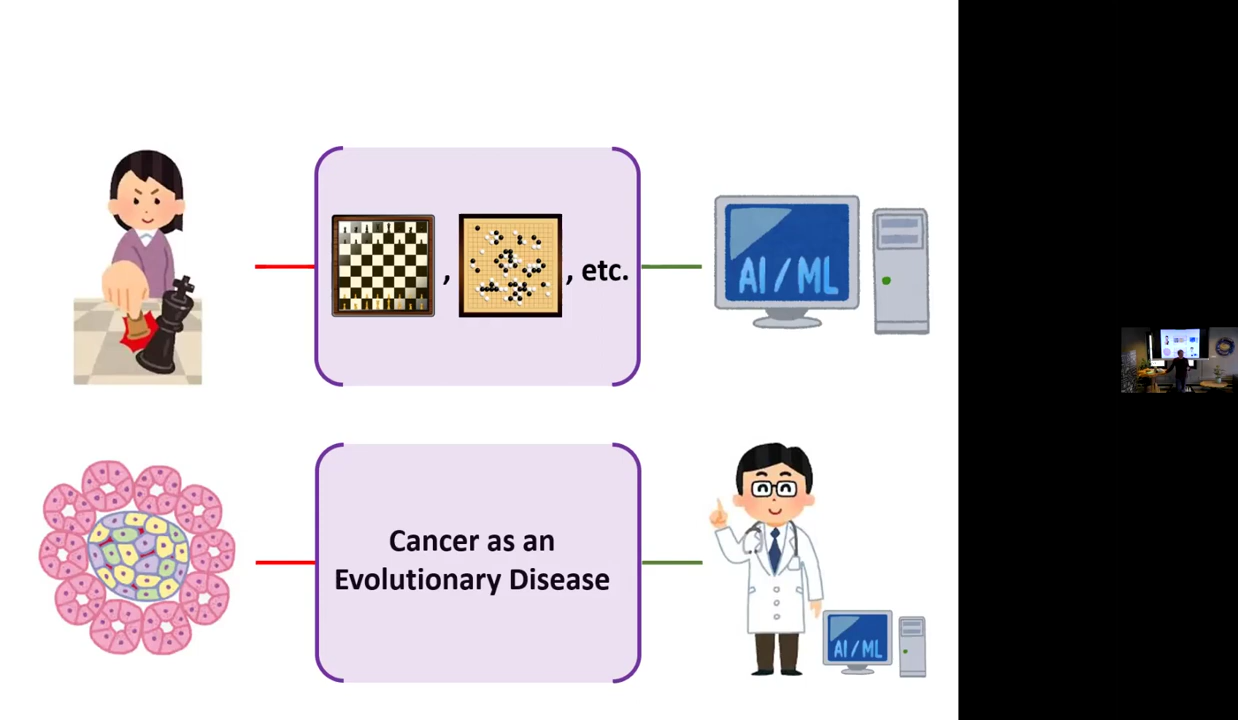 , , etc.
AI/ML
Cancer as an
Evolutionary Disease
AI/ML